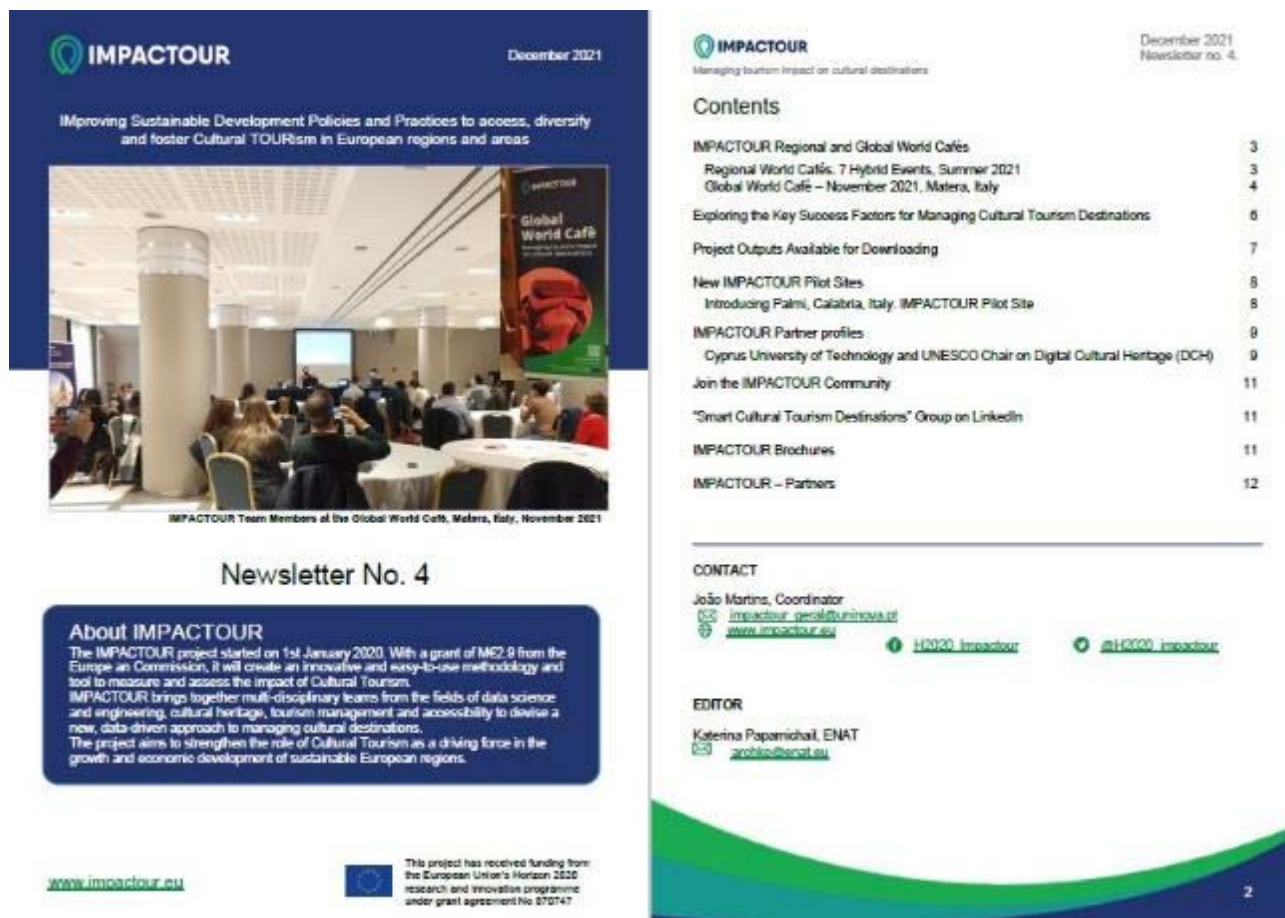 IMPACTOUR
December 2021
IMproving Sustainable Development Policies and Practices to access, diversify
and foster Cultural TOURism in European regions and areas
IMPACTOUR
Global
World Café
IMPACTOUR Team Members at the Global World Café, Matera, Italy, November 2021
Newsletter No. 4
About IMPACTOUR
The IMPACTOUR project started on 1st January 2020. With a grant of M€2.9 from the
Europe an Commission, it will create an innovative and easy-to-use methodology and
tool to measure and assess the impact of Cultural Tourism.
IMPACTOUR brings together multi-disciplinary teams from the fields of data science
and engineering, cultural heritage, tourism management and accessibility to devise a
new, data-driven approach to managing cultural destinations.
The project aims to strengthen the role of Cultural Tourism as a driving force in the
growth and economic development of sustainable European regions.
www.impactour.eu
This project has received funding from
the European Union's Horizon 2020
research and innovation programme
under grant agreement No 870747
IMPACTOUR
Managing tourism impact on cultural destinations
December 2021
Newsletter no. 4.
Contents
IMPACTOUR Regional and Global World Cafés 3
Regional World Cafés. 7 Hybrid Events, Summer 2021 3
Global World Café – November 2021, Matera, Italy 4
Exploring the Key Success Factors for Managing Cultural Tourism Destinations 6
Project Outputs Available for Downloading 7
New IMPACTOUR Pilot Sites 8
Introducing Palmi, Calabria, Italy. IMPACTOUR Pilot Site 8
IMPACTOUR Partner profiles 9
Cyprus University of Technology and UNESCO Chair on Digital Cultural Heritage (DCH) 9
Join the IMPACTOUR Community 11
"Smart Cultural Tourism Destinations" Group on LinkedIn 11
IMPACTOUR Brochures 11
IMPACTOUR – Partners 12
CONTACT
João Martins, Coordinator
impactour_geral@uninova.pt
www.impactour.eu
H2020_Impactour
@H2020_impactour
EDITOR
Katerina Papamichail, ENAT
archko@enat.eu
2